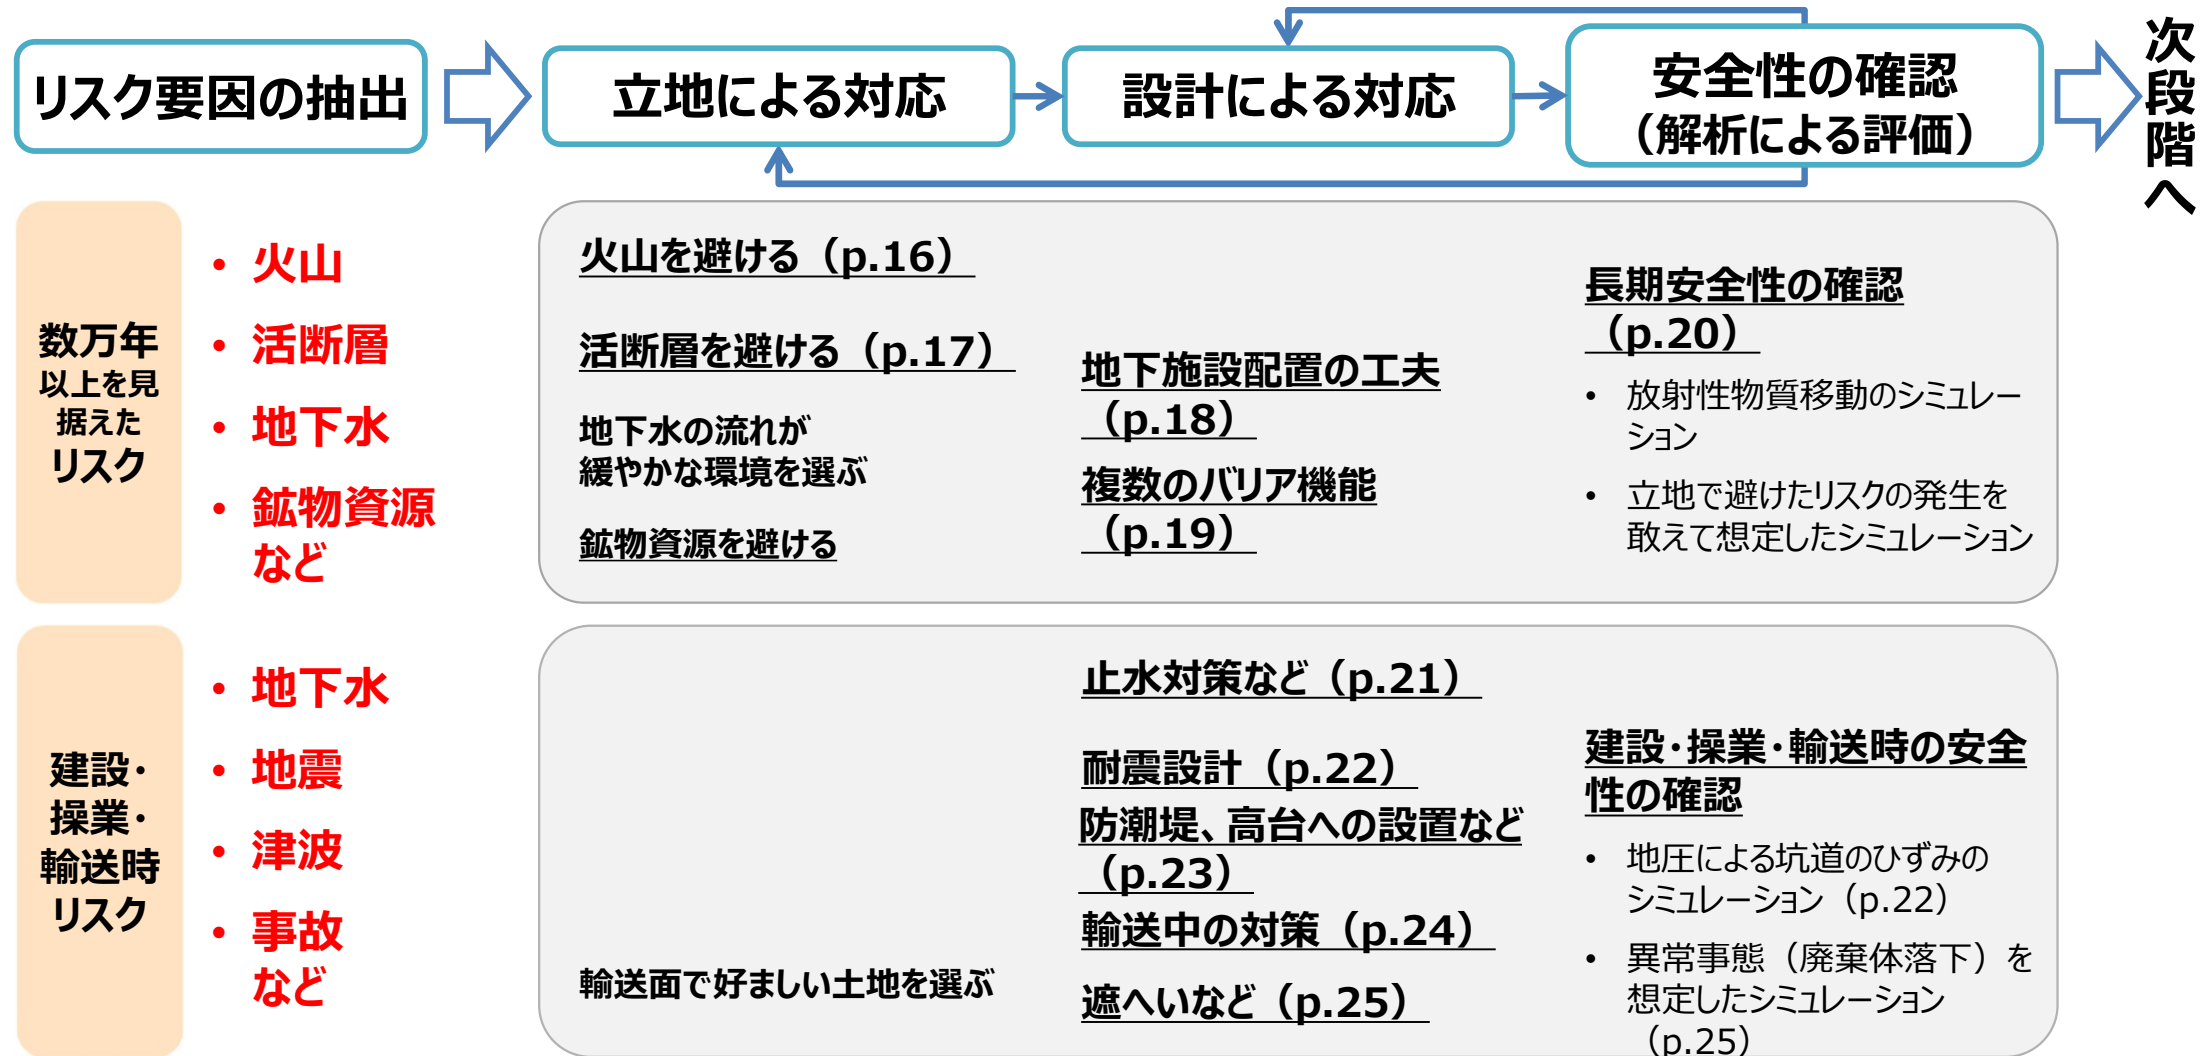 リスク要因の抽出
立地による対応
設計による対応
安全性の確認
（解析による評価）
次段階へ
数万年
以上を見
据えた
リスク
• 火山
• 活断層
• 地下水
• 鉱物資源
など
火山を避ける（p.16）
活断層を避ける（p.17）
地下水の流れが
緩やかな環境を選ぶ
鉱物資源を避ける
地下施設配置の工夫
（p.18）
複数のバリア機能
（p.19）
長期安全性の確認
（p.20）
• 放射性物質移動のシミュレー
ション
• 立地で避けたリスクの発生を
敢えて想定したシミュレーション
建設・
操業・
輸送時
リスク
• 地下水
• 地震
• 津波
• 事故
など
輸送面で好ましい土地を選ぶ
止水対策など（p.21）
耐震設計（p.22）
防潮堤、高台への設置など
（p.23）
輸送中の対策（p.24）
遮へいなど（p.25）
建設・操業・輸送時の安全
性の確認
• 地圧による坑道のひずみの
シミュレーション（p.22）
• 異常事態（廃棄体落下）を
想定したシミュレーション
（p.25）